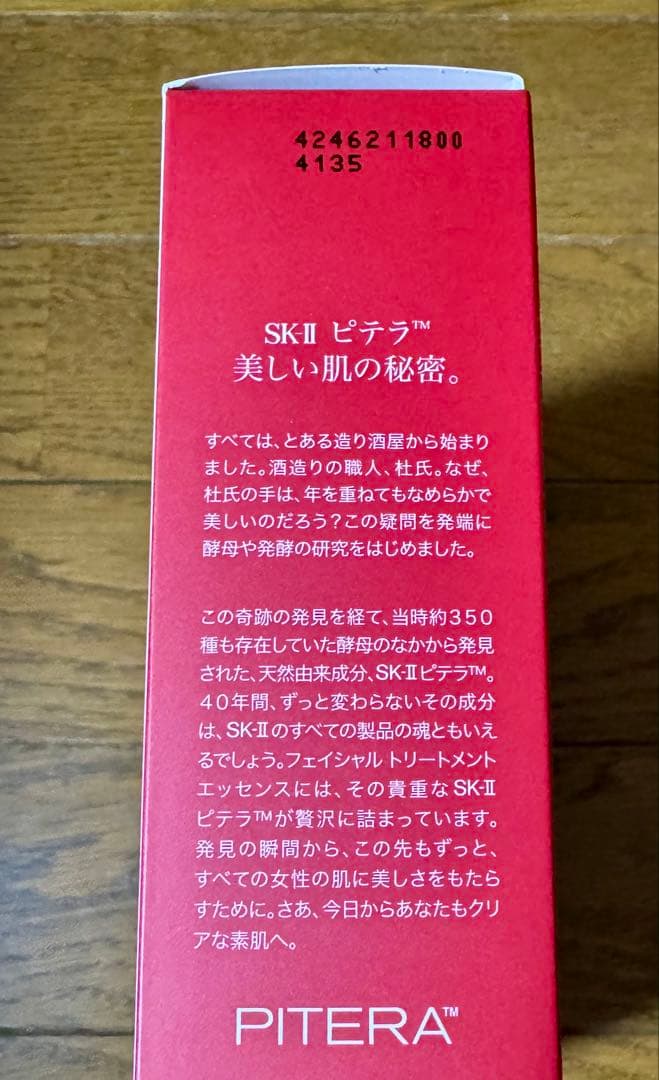 4246211800
4135
SK-II ピテラ™
美しい肌の秘密。
すべては、とある造り酒屋から始まり
ました。酒造りの職人、杜氏。なぜ、
杜氏の手は、年を重ねてもなめらかで
美しいのだろう？この疑問を発端に
酵母や発酵の研究をはじめました。
この奇跡の発見を経て、当時約３５０
種も存在していた酵母のなかから発見
された、天然由来成分、SK-IIピテラ™。
４０年間、ずっと変わらないその成分
は、SK-IIのすべての製品の魂ともいえ
るでしょう。フェイシャル トリートメント
エッセンスには、その貴重なSK-II
ピテラ™が贅沢に詰まっています。
発見の瞬間から、この先もずっと、
すべての女性の肌に美しさをもたら
すために。さあ、今日からあなたもクリ
アな素肌へ。
PITERA™